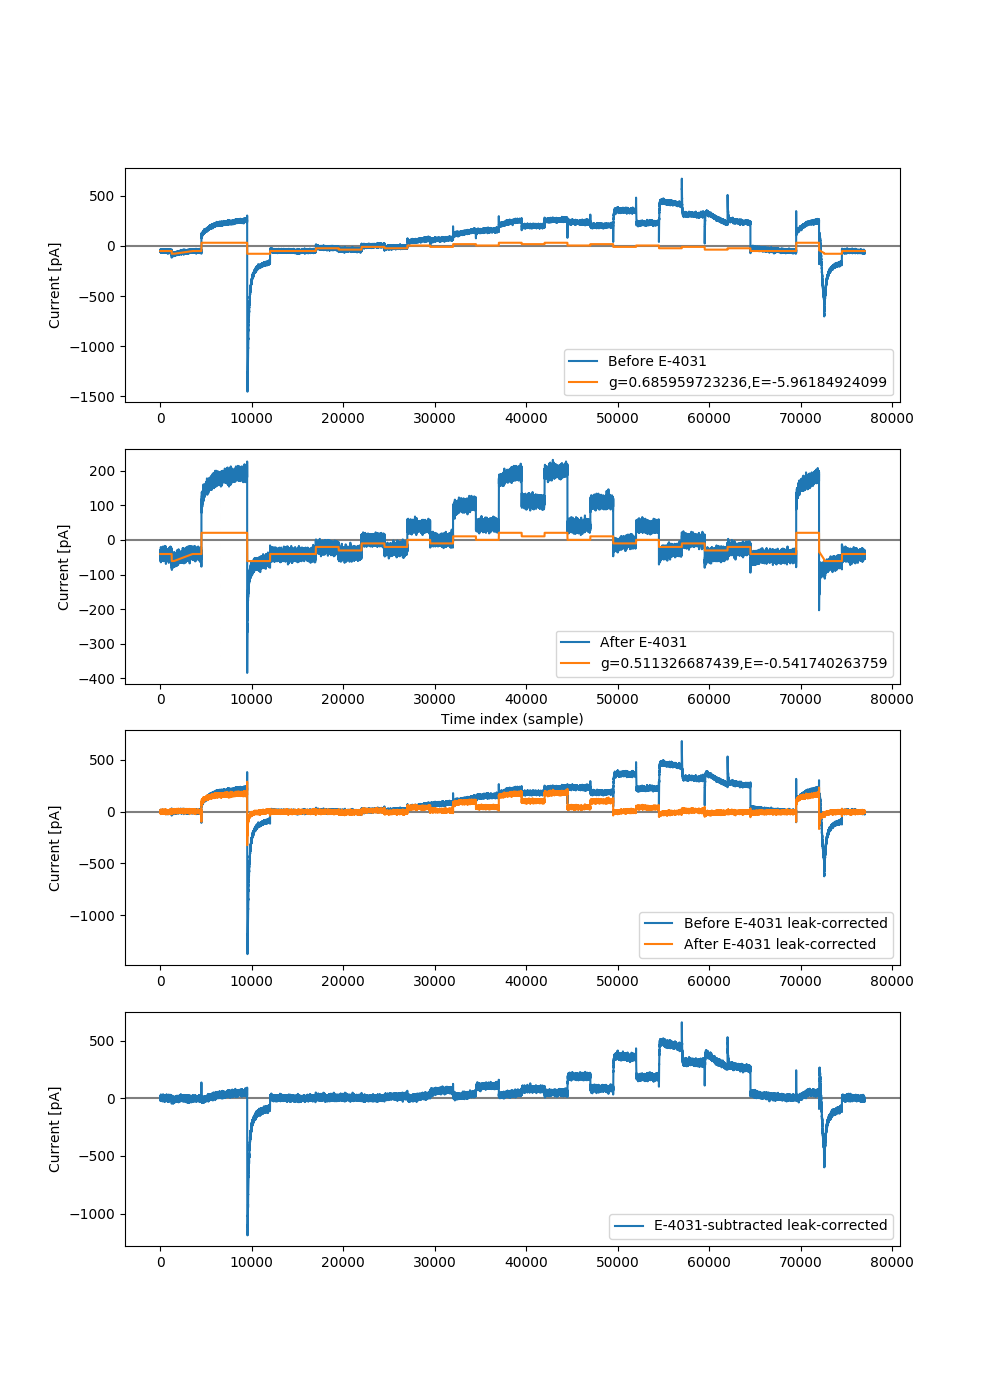 500
0
−500
−1000
−1500
Current [pA]
Before E-4031
g=0.685959723236,E=-5.96184924099
0 10000 20000 30000 40000 50000 60000 70000 80000
200
100
0
−100
−200
−300
−400
Current [pA]
After E-4031
g=0.511326687439,E=-0.541740263759
0 10000 20000 30000 40000 50000 60000 70000 80000
Time index (sample)
500
0
−500
−1000
Current [pA]
Before E-4031 leak-corrected
After E-4031 leak-corrected
0 10000 20000 30000 40000 50000 60000 70000 80000
500
0
−500
−1000
Current [pA]
E-4031-subtracted leak-corrected
0 10000 20000 30000 40000 50000 60000 70000 80000